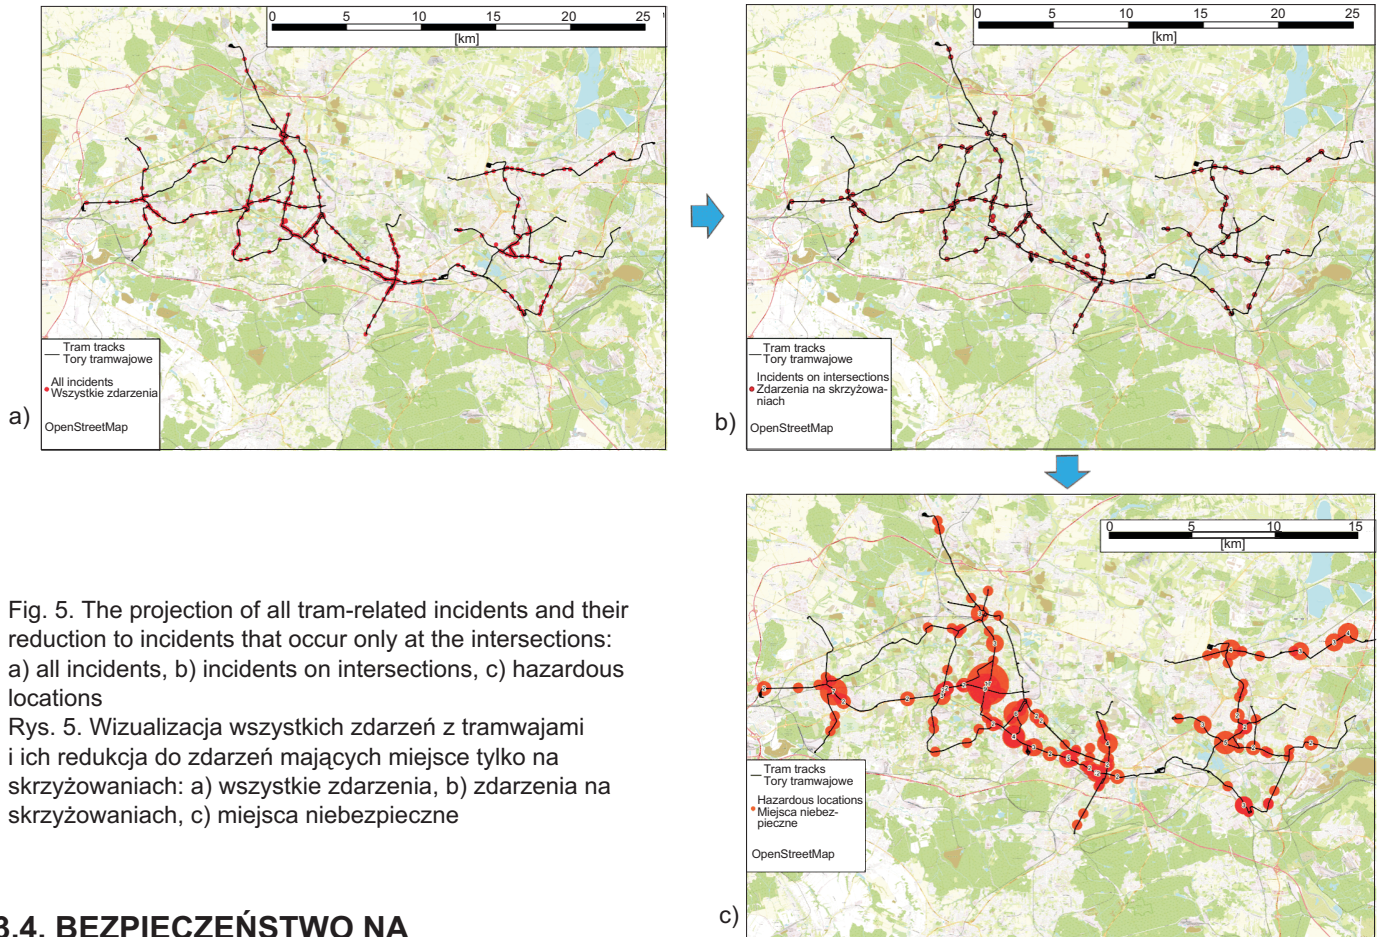 0 5 10 15 20 25
[km]
Tram tracks
Tory tramwajowe
All incidents
Wszystkie zdarzenia
OpenStreetMap
a)
0 5 10 15 20 25
[km]
Tram tracks
Tory tramwajowe
Incidents on intersections
Zdarzenia na skrzyżowa-
niach
OpenStreetMap
b)
0 5 10 15
[km]
Tram tracks
Tory tramwajowe
Hazardous locations
Miejsca niebez-
pieczne
OpenStreetMap
c)
Fig. 5. The projection of all tram-related incidents and their
reduction to incidents that occur only at the intersections:
a) all incidents, b) incidents on intersections, c) hazardous
locations
Rys. 5. Wizualizacja wszystkich zdarzeń z tramwajami
i ich redukcja do zdarzeń mających miejsce tylko na
skrzyżowaniach: a) wszystkie zdarzenia, b) zdarzenia na
skrzyżowaniach, c) miejsca niebezpieczne
3.4. BEZPIECZEŃSTWO NA